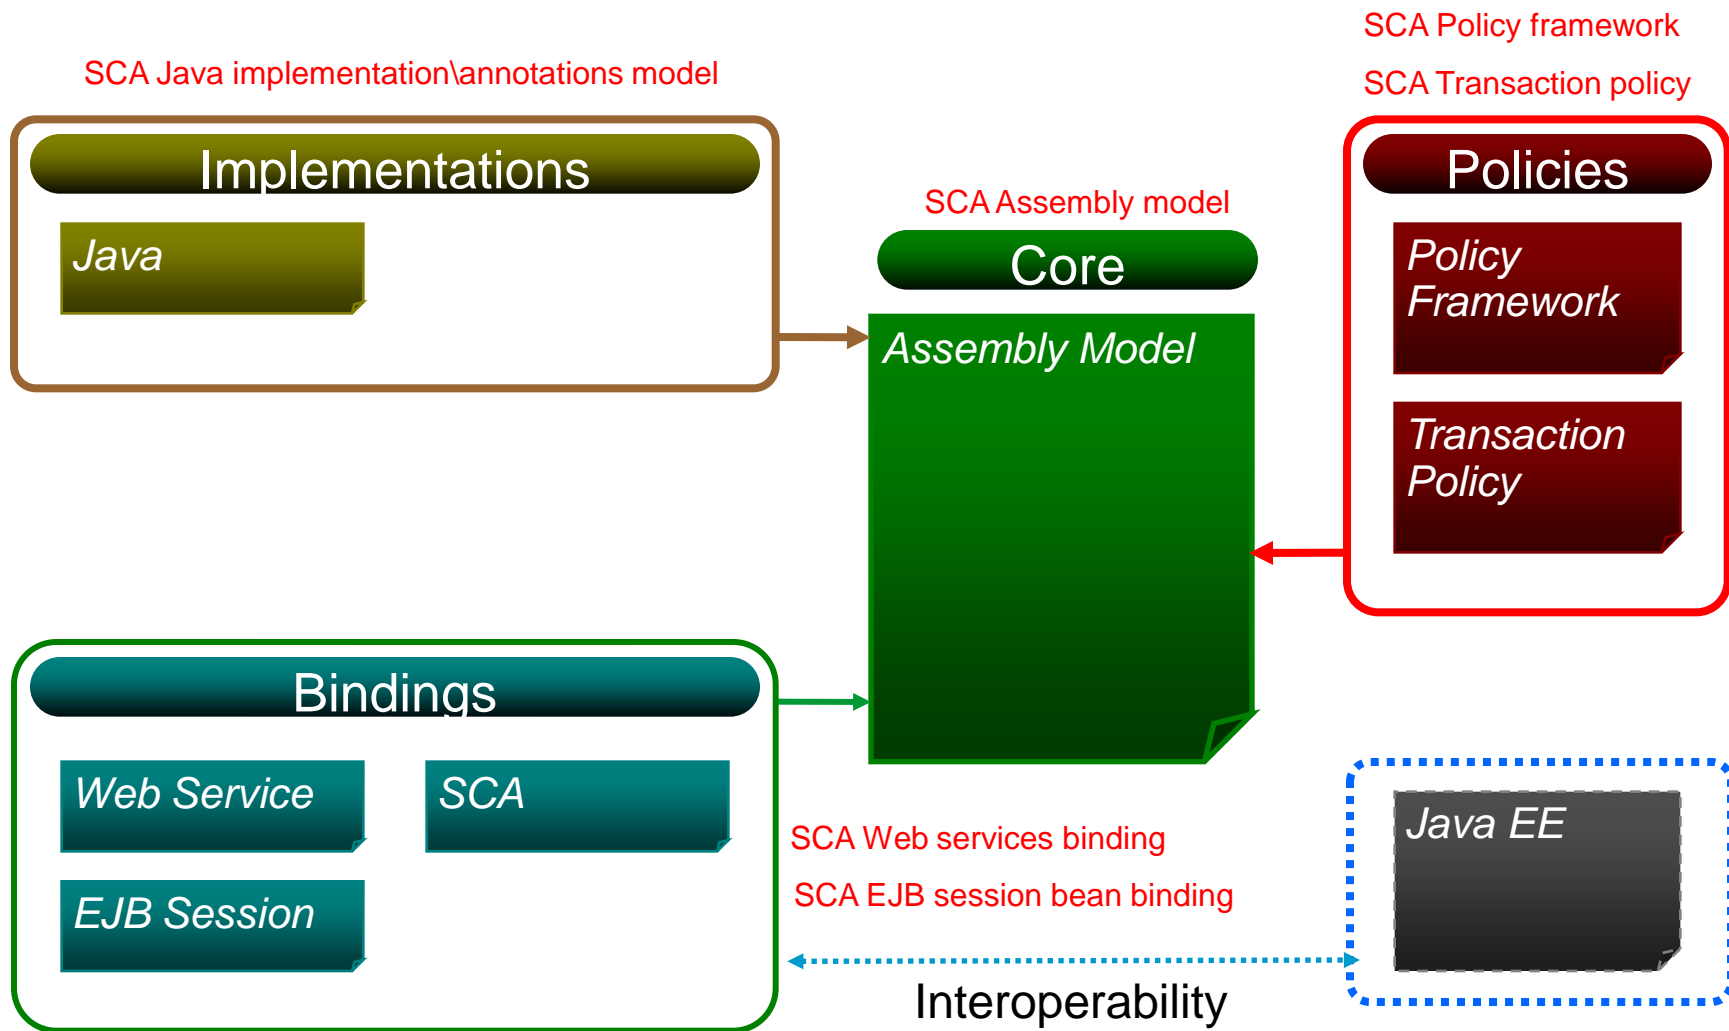 SCA Policy framework
SCA Java implementation\annotations model
SCA Transaction policy
Implementations
Policies
SCA Assembly model
Java
Core
Policy
Framework
Assembly Model
Transaction
Policy
Bindings
Web Service
SCA
SCA Web services binding
Java EE
EJB Session
SCA EJB session bean binding
Interoperability